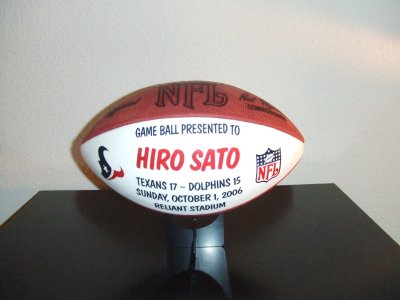 NFL
GAME BALL PRESENTED TO
HIRO SATO
TEXANS 17 ~ DOLPHINS 15
SUNDAY, OCTOBER 1, 2006
RELIANT STADIUM
NFL